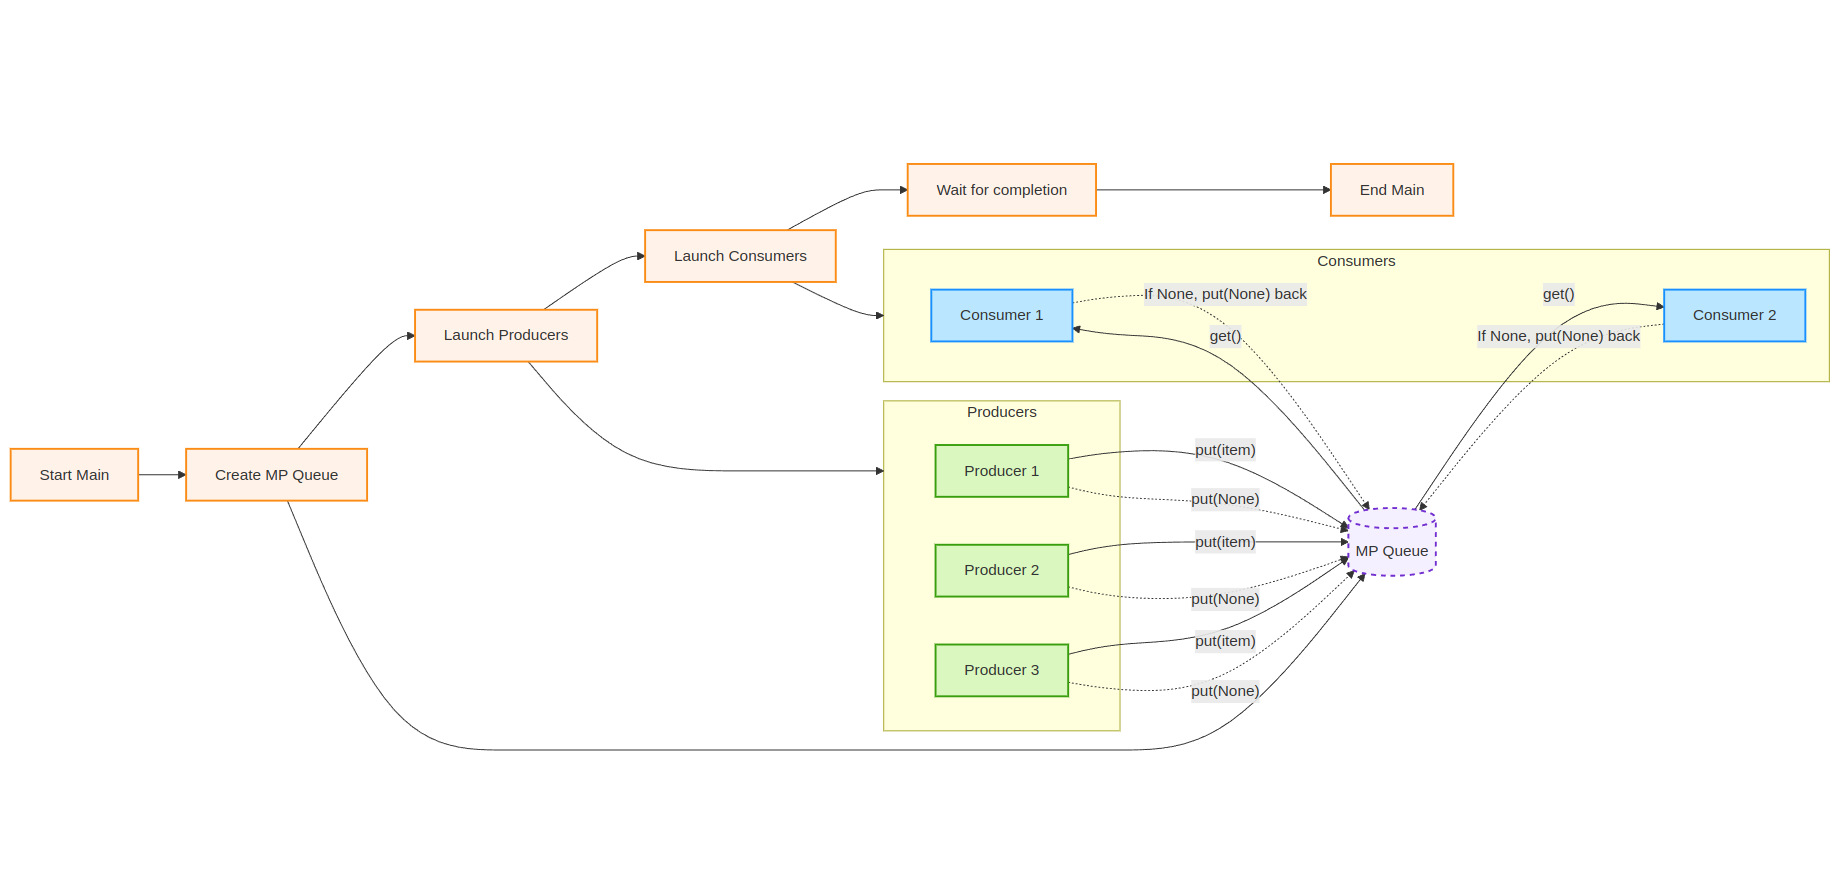 Start Main
Create MP Queue
Launch Producers
Launch Consumers
Wait for completion
End Main
Consumers
Consumer 1
If None, put(None) back
get()
get()
If None, put(None) back
Consumer 2
Producers
Producer 1
put(item)
put(None)
Producer 2
put(item)
put(None)
Producer 3
put(item)
put(None)
MP Queue